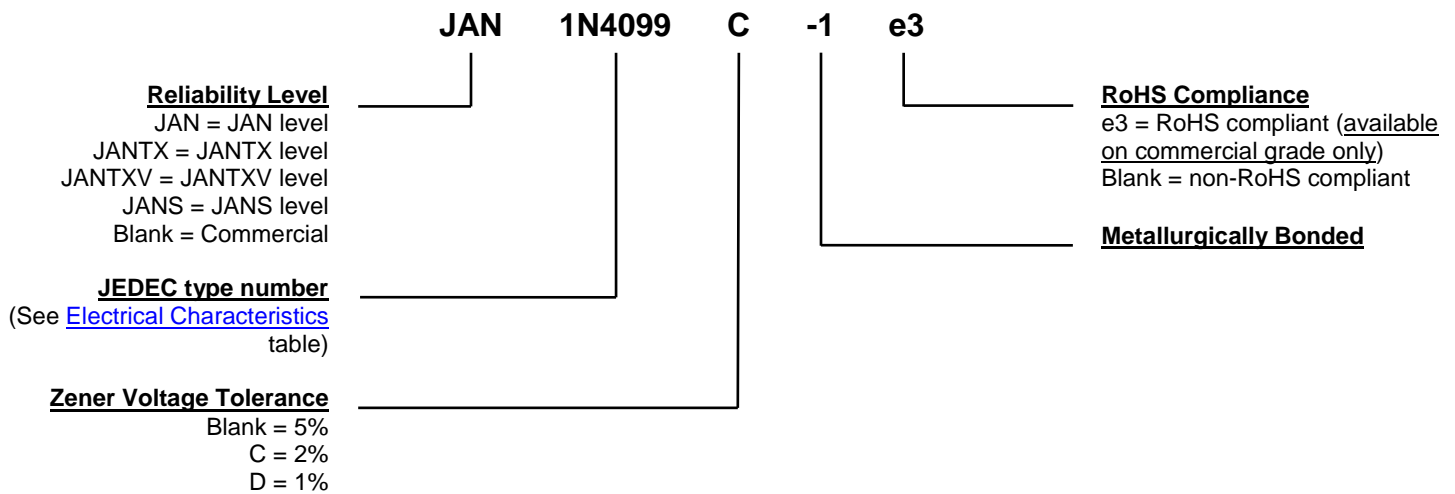 JAN 1N4099 C -1 e3
Reliability Level
JAN = JAN level
JANTX = JANTX level
JANTXV = JANTXV level
JANS = JANS level
Blank = Commercial
JEDEC type number
(See Electrical Characteristics
table)
Zener Voltage Tolerance
Blank = 5%
C = 2%
D = 1%
RoHS Compliance
e3 = RoHS compliant (available
on commercial grade only)
Blank = non-RoHS compliant
Metallurgically Bonded